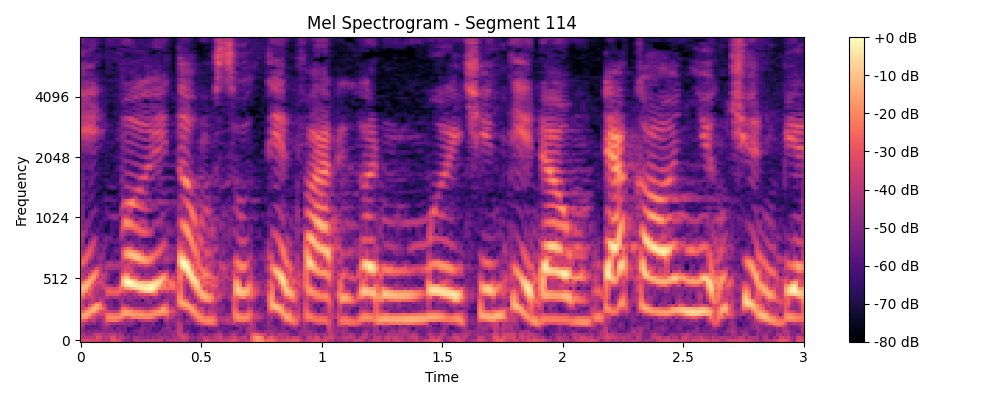 Mel Spectrogram - Segment 114
+0 dB
-10 dB
-20 dB
-30 dB
-40 dB
-50 dB
-60 dB
-70 dB
-80 dB
Frequency
4096
2048
1024
512
0
0
0.5
1
1.5
2
2.5
3
Time